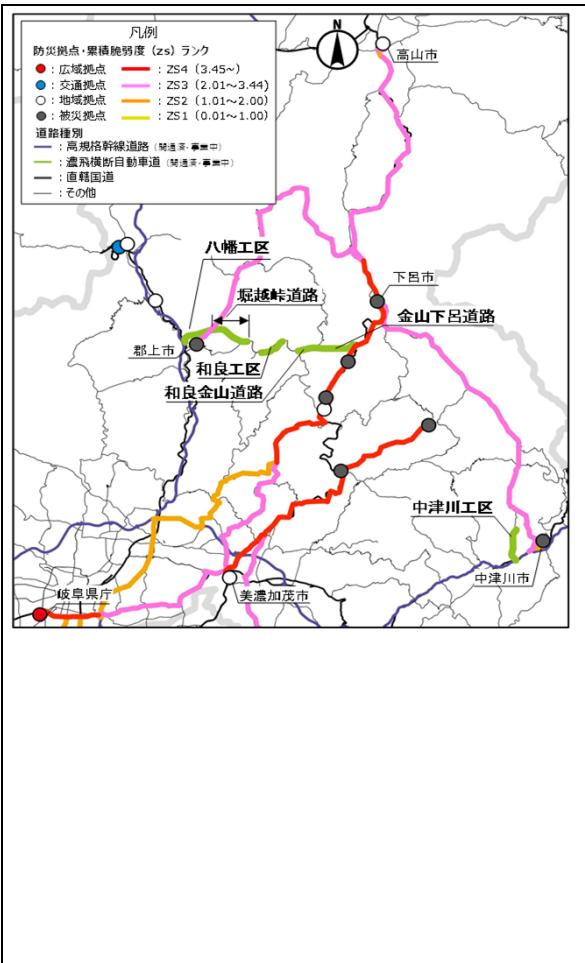 凡例
防災拠点・累積脆弱度（zs）ランク
：広域拠点 ：ZS4（3.45～）
：交通拠点 ：ZS3（2.01～3.44）
：地域拠点 ：ZS2（1.01～2.00）
：被災拠点 ：ZS1（0.01～1.00）
道路種別
：高規格幹線道路（開通済・事業中）
：濃飛横断自動車道（開通済・事業中）
：直轄国道
：その他
N
高山市
八幡工区
堀越峠道路
下呂市
金山下呂道路
郡上市
和良工区
和良金山道路
中津川工区
中津川市
岐阜県庁
美濃加茂市